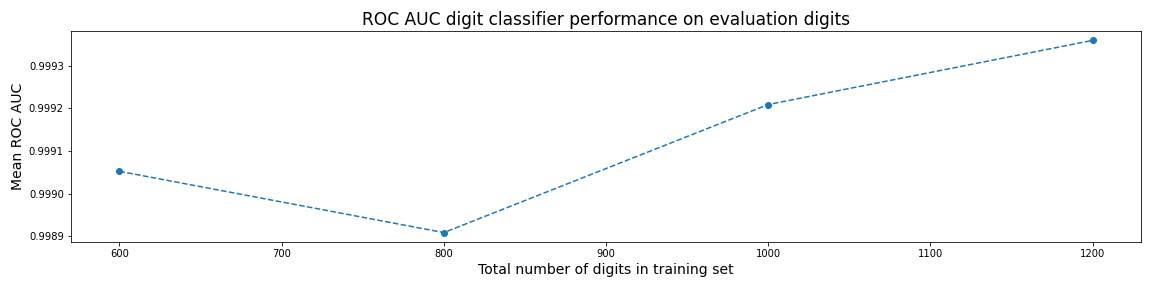 ROC AUC digit classifier performance on evaluation digits
Mean ROC AUC
0.9993
0.9992
0.9991
0.9990
0.9989
600 700 800 900 1000 1100 1200
Total number of digits in training set